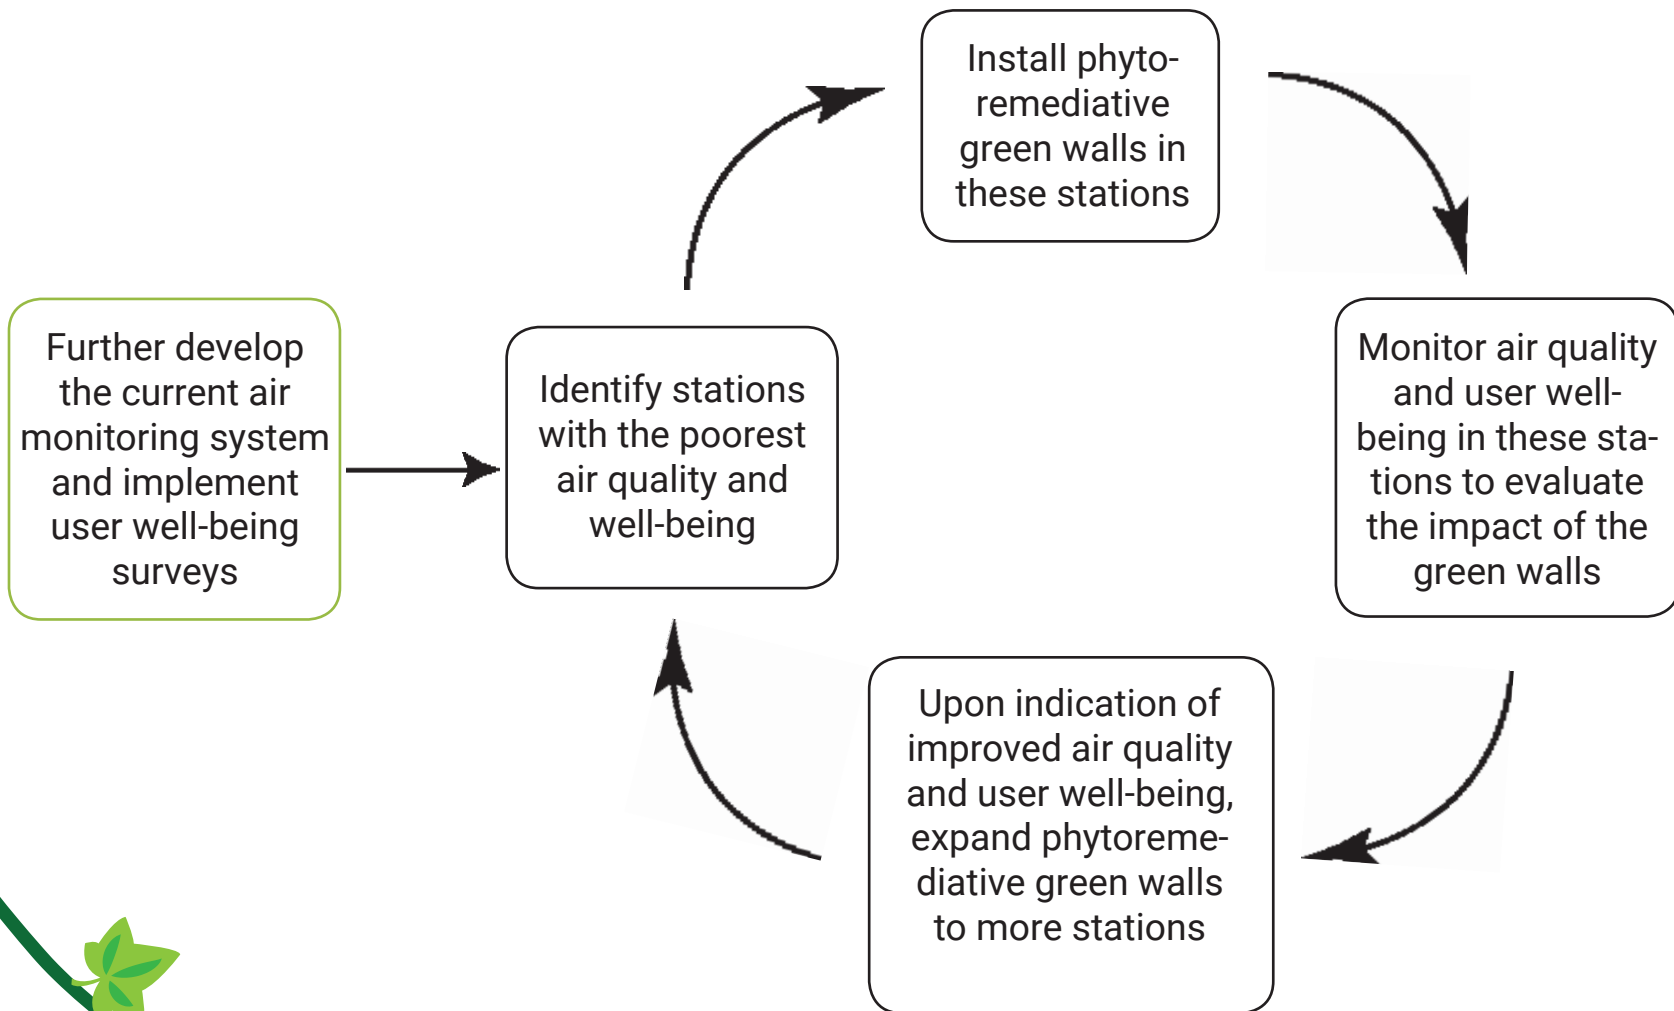 Further develop
the current air
monitoring system
and implement
user well-being
surveys
Identify stations
with the poorest
air quality and
well-being
Install phyto-
remediative
green walls in
these stations
Monitor air quality
and user well-
being in these sta-
tions to evaluate
the impact of the
green walls
Upon indication of
improved air quality
and user well-being,
expand phytoreme-
diative green walls
to more stations